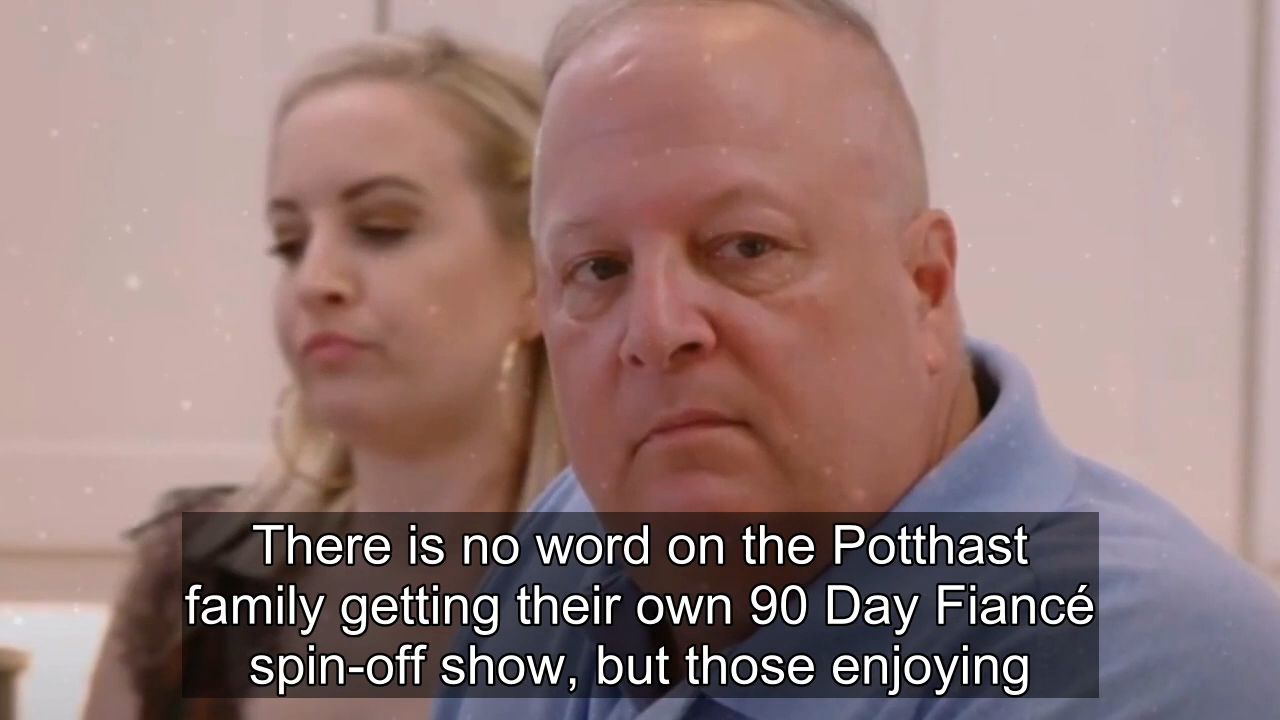 There is no word on the Potthast
family getting their own 90 Day Fiancé
spin-off show, but those enjoying